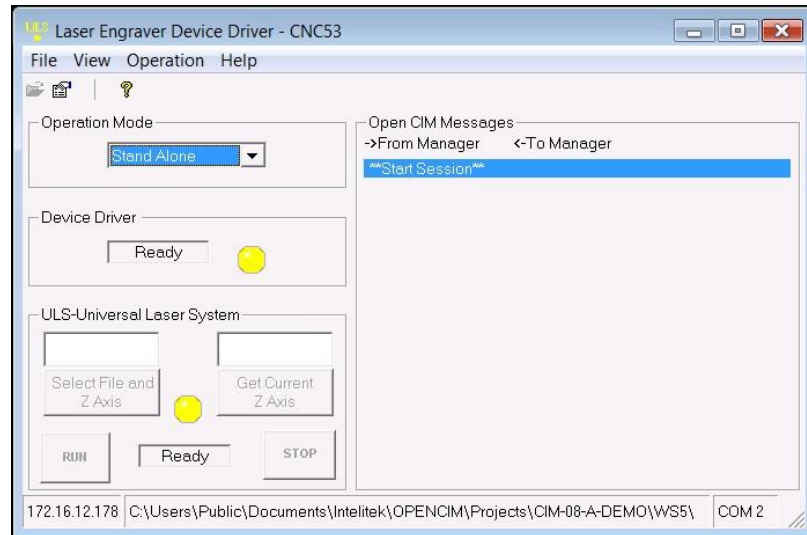 ULS Laser Engraver Device Driver - CNC53
File View Operation Help
Operation Mode
Stand Alone
Device Driver
Ready
ULS-Universal Laser System
Select File and
Z Axis
Get Current
Z Axis
RUN
Ready
STOP
Open CIM Messages
->From Manager <-To Manager
**Start Session**
172.16.12.178 C:\Users\Public\Documents\Intelitek\OPENCIM\Projects\CIM-08-A-DEMO\WS5\ COM 2